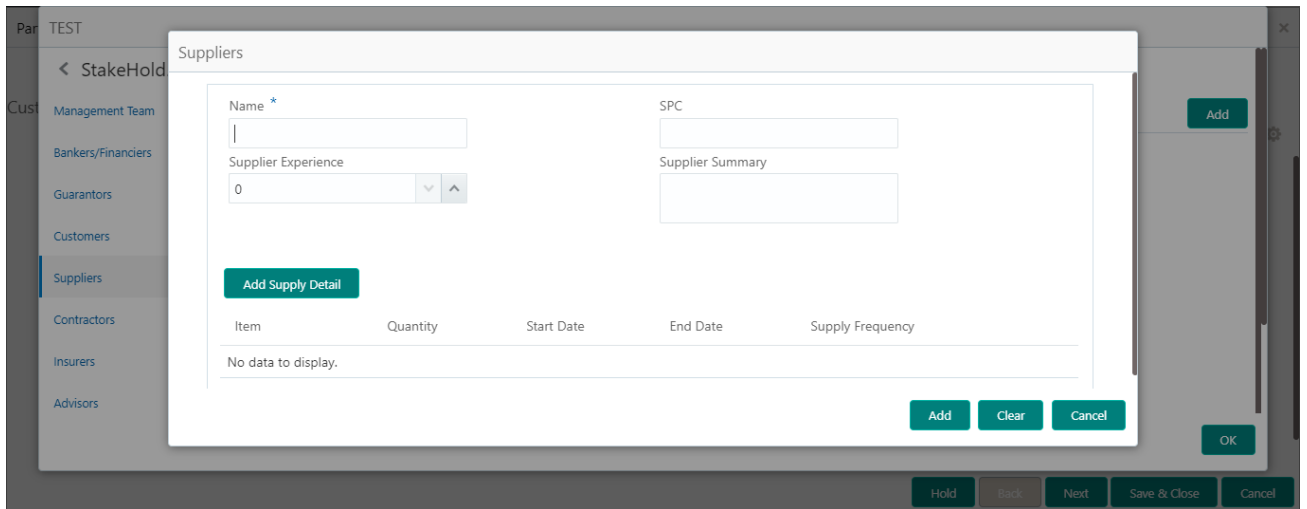 Par
TEST
Suppliers
StakeHold
Cust
Management Team
Bankers/Financiers
Guarantors
Customers
Suppliers
Contractors
Insurers
Advisors
Name *
SPC
Supplier Experience
Supplier Summary
0
Add Supply Detail
Item Quantity Start Date End Date Supply Frequency
No data to display.
Add Clear Cancel
Add
OK
Hold Back Next Save & Close Cancel